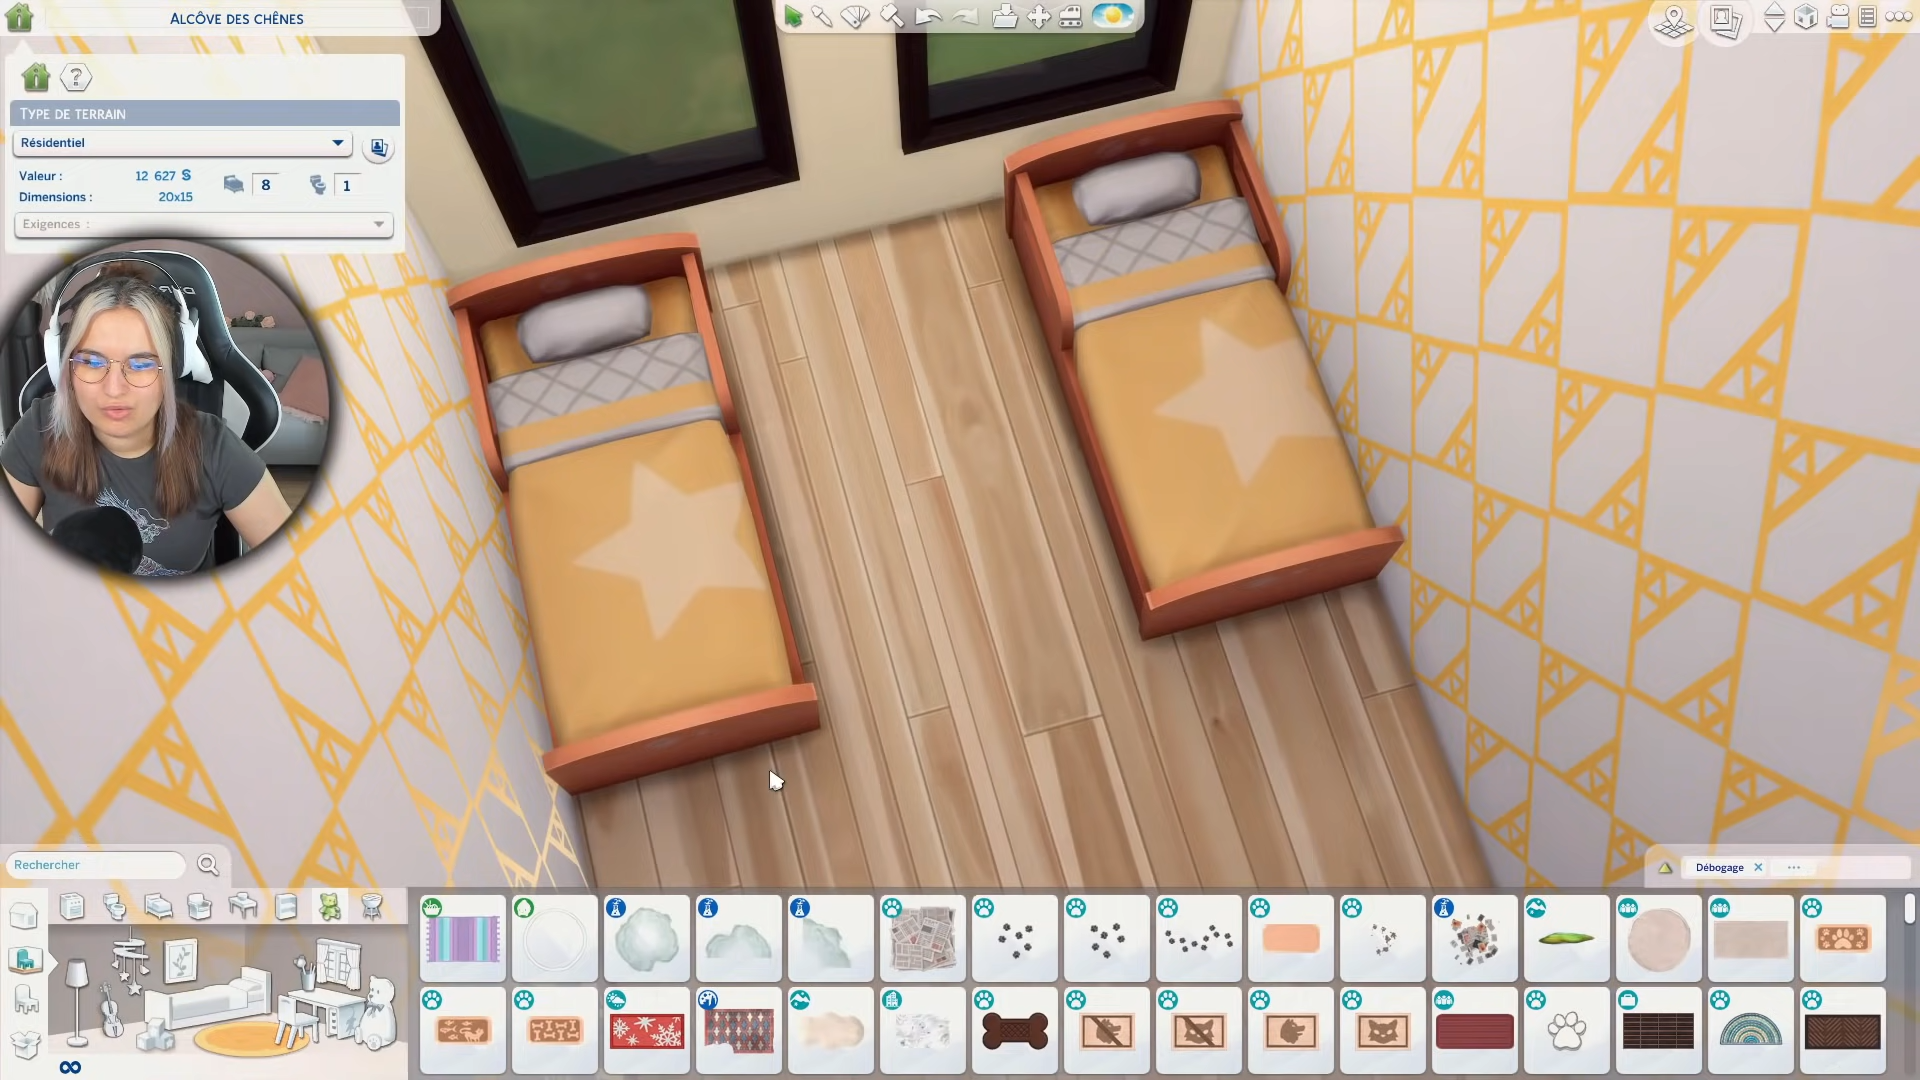 ALCÔVE DES CHÊNES
TYPE DE TERRAIN
Résidentiel
Valeur : 12 627 §
8
1
Dimensions : 20x15
Exigences :
Rechercher
Débogage